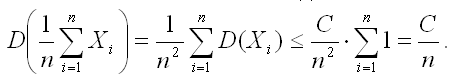 D(1/n ∑_{i=1}^{n} X_i) = 1/n² ∑_{i=1}^{n} D(X_i) ≤ C/n² · ∑_{i=1}^{n} 1 = C/n .